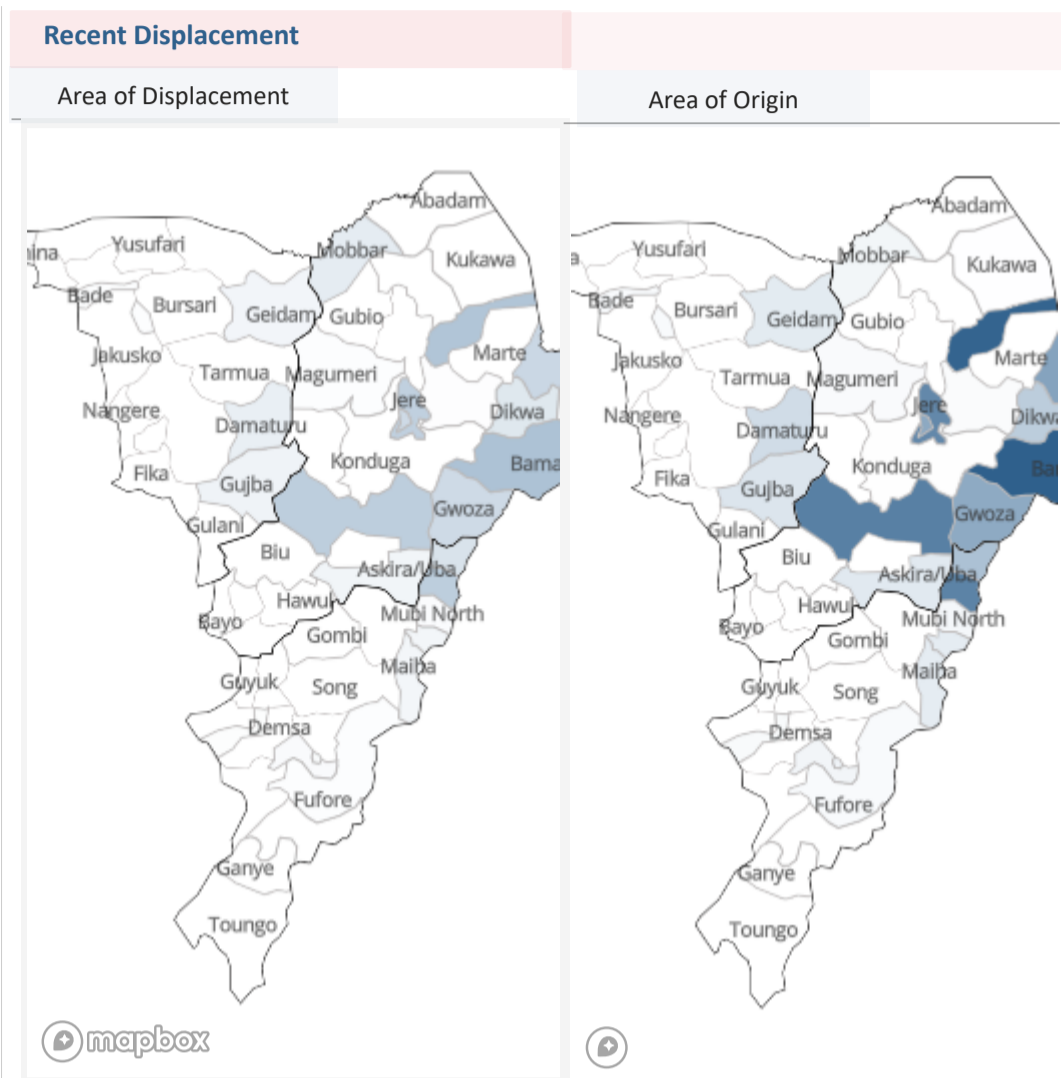 Recent Displacement
Area of Displacement
Area of Origin
Abadam
Yusufari
Mobbar
Kukawa
Bade
Bursari
Geidam
Gubio
Jakusko
Tarmua
Magumeri
Marte
Nangere
Jere
Dikwa
Damaturu
Fika
Konduga
Bama
Gujba
Gwoza
Gulani
Biu
Askira/Uba
Hawul
Bayo
Mubi North
Gombi
Maiha
Guyuk
Song
Demsa
Fufore
Ganye
Toungo
mapbox
Abadam
Yusufari
Mobbar
Kukawa
Bade
Bursari
Geidam
Gubio
Jakusko
Tarmua
Magumeri
Marte
Nangere
Jere
Dikwa
Damaturu
Fika
Konduga
Ba
Gujba
Gwoza
Gulani
Biu
Askira/Uba
Hawul
Bayo
Mubi North
Gombi
Maiha
Guyuk
Song
Demsa
Fufore
Ganye
Toungo